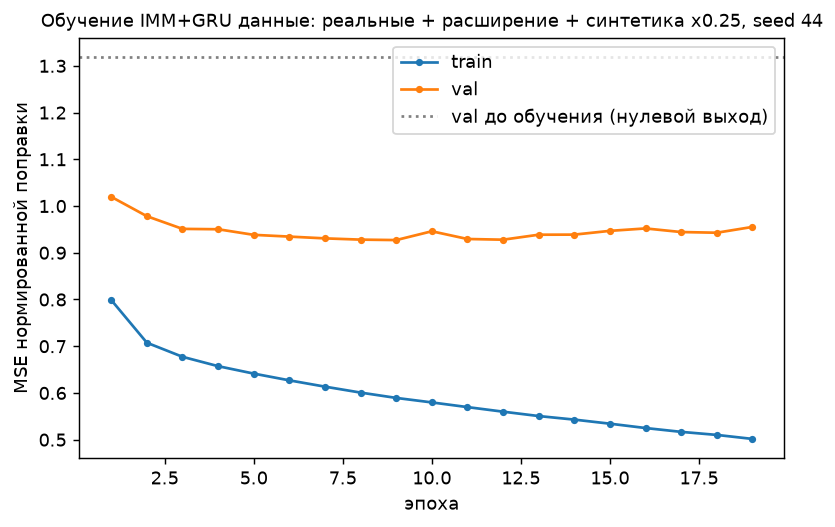 Обучение IMM+GRU данные: реальные + расширение + синтетика x0.25, seed 44
train
val
val до обучения (нулевой выход)
MSE нормированной поправки
1.3
1.2
1.1
1.0
0.9
0.8
0.7
0.6
0.5
2.5 5.0 7.5 10.0 12.5 15.0 17.5
эпоха